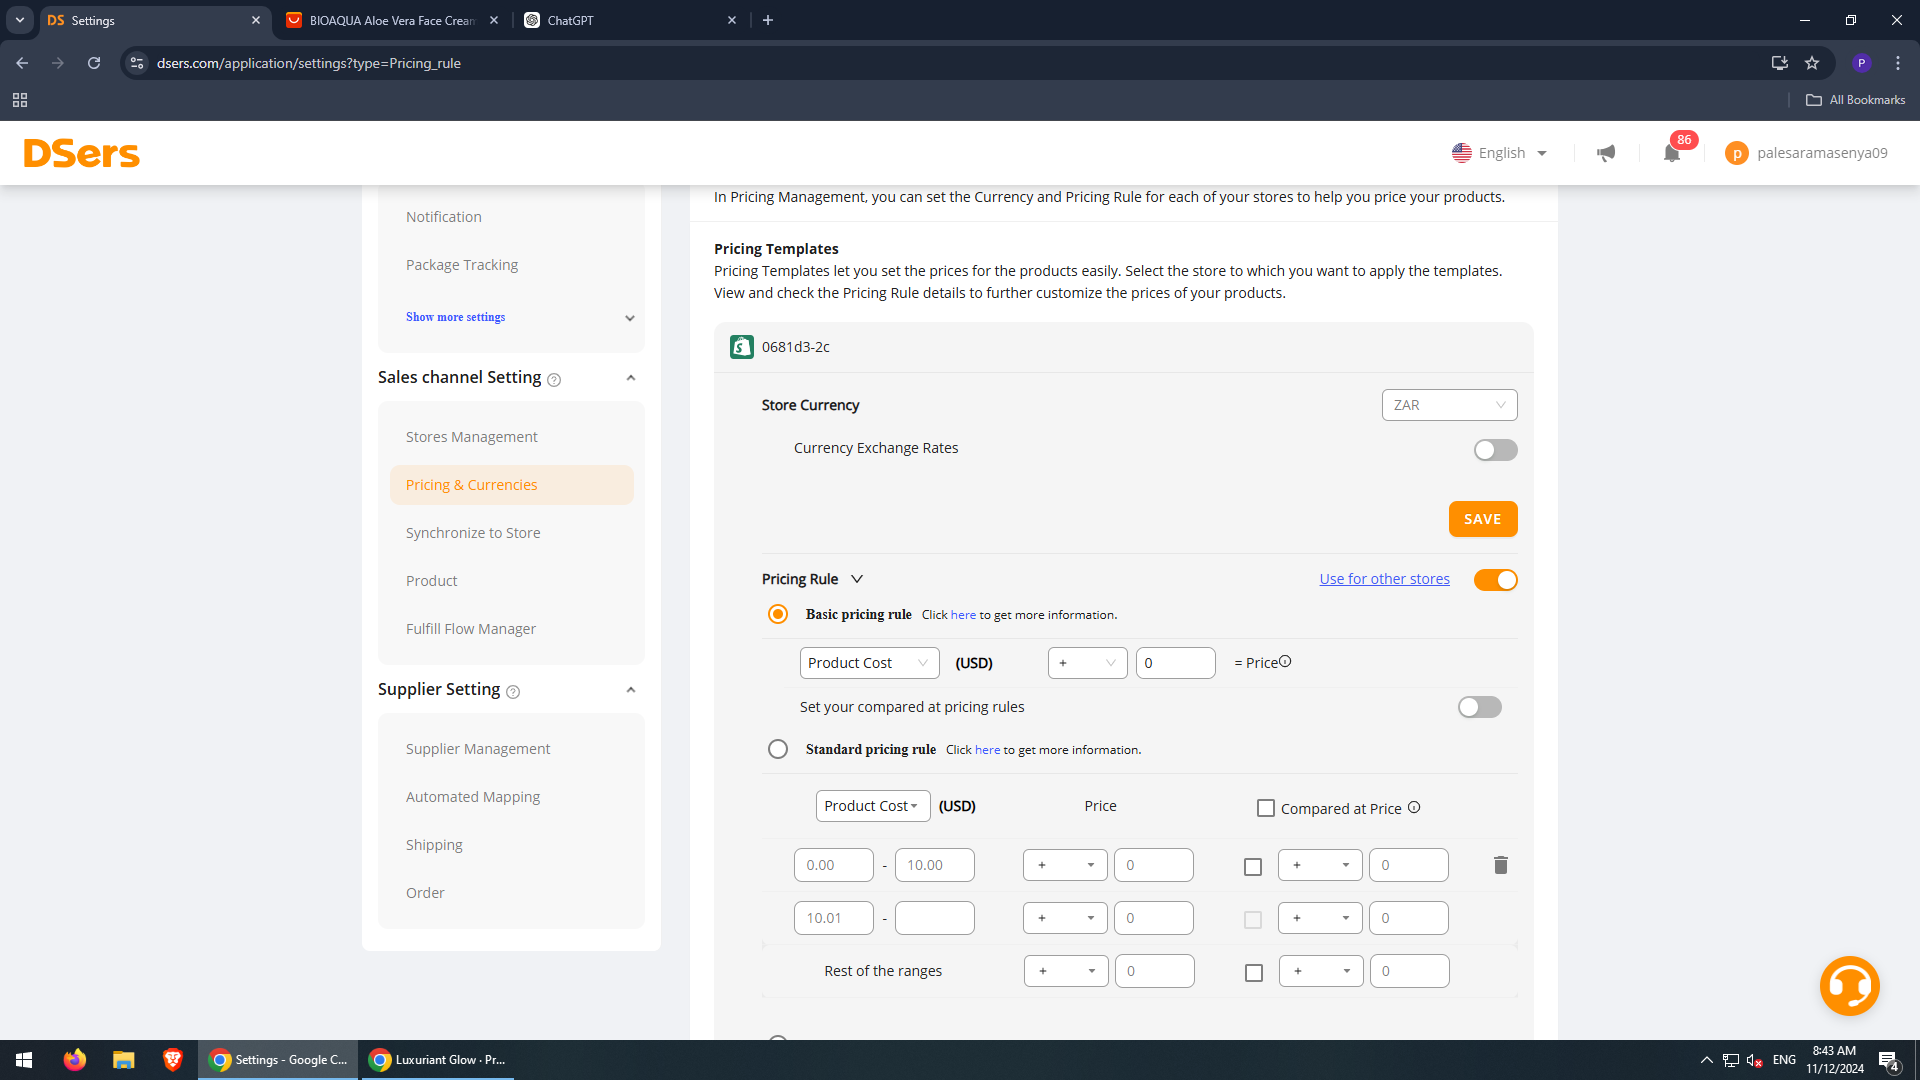 DS Settings
BIOAQUA Aloe Vera Face Cream
ChatGPT
dsers.com/application/settings?type=Pricing_rule
P
All Bookmarks
DSers
English
86
p
palesaramasenya09
Notification
Package Tracking
Show more settings
Sales channel Setting
Stores Management
Pricing & Currencies
Synchronize to Store
Product
Fulfill Flow Manager
Supplier Setting
Supplier Management
Automated Mapping
Shipping
Order
In Pricing Management, you can set the Currency and Pricing Rule for each of your stores to help you price your products.
Pricing Templates
Pricing Templates let you set the prices for the products easily. Select the store to which you want to apply the templates.
View and check the Pricing Rule details to further customize the prices of your products.
0681d3-2c
Store Currency
ZAR
Currency Exchange Rates
SAVE
Pricing Rule
Use for other stores
Basic pricing rule Click here to get more information.
Product Cost (USD) + 0 = Price
Set your compared at pricing rules
Standard pricing rule Click here to get more information.
Product Cost (USD) Price Compared at Price
0.00 - 10.00 + 0 + 0
10.01 - + 0 + 0
Rest of the ranges + 0 + 0
Settings - Google C...
Luxuriant Glow · Pr...
ENG
8:43 AM
11/12/2024
4